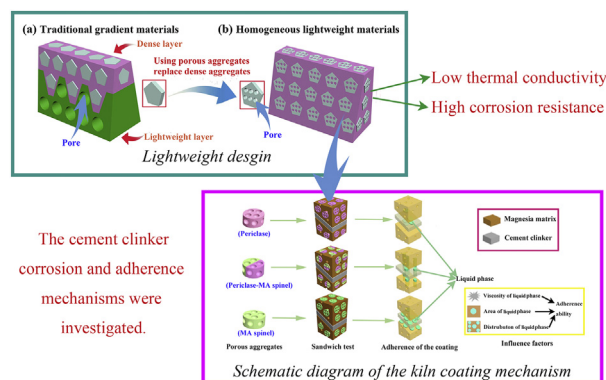 (a) Traditional gradient materials
Dense layer
Lightweight layer
Pore
Using porous aggregates
replace dense aggregates
(b) Homogeneous lightweight materials
Pore
Lightweight desgin
Low thermal conductivity
High corrosion resistance
The cement clinker
corrosion and adherence
mechanisms were
investigated.
(Periclase)
(Periclase-MA spinel)
(MA spinel)
Porous aggregates
Sandwich test
Adherence of the coating
Liquid phase
Magnesia matrix
Cement clinker
Viscosity of liquid phase
Area of liquid phase
Distribution of liquid phase
Adherence
ability
Influence factors
Schematic diagram of the kiln coating mechanism